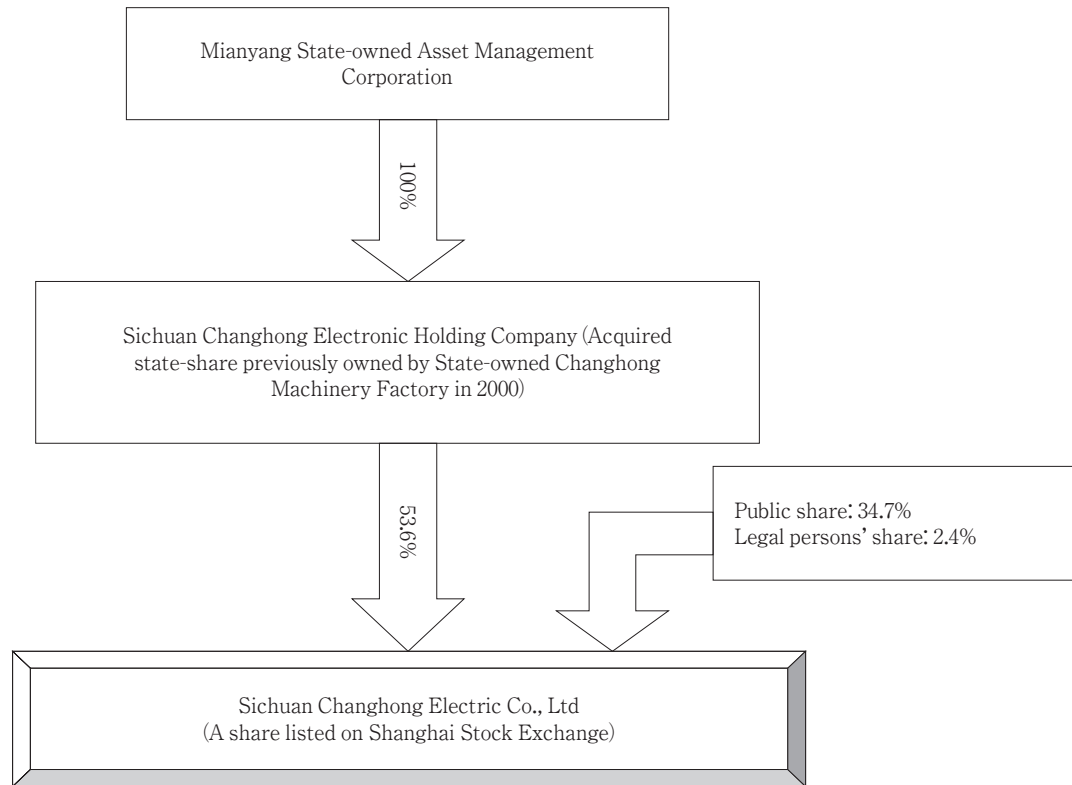 Mianyang State-owned Asset Management
Corporation
100%
Sichuan Changhong Electronic Holding Company (Acquired
state-share previously owned by State-owned Changhong
Machinery Factory in 2000)
53.6%
Public share: 34.7%
Legal persons’ share: 2.4%
Sichuan Changhong Electric Co., Ltd
(A share listed on Shanghai Stock Exchange)